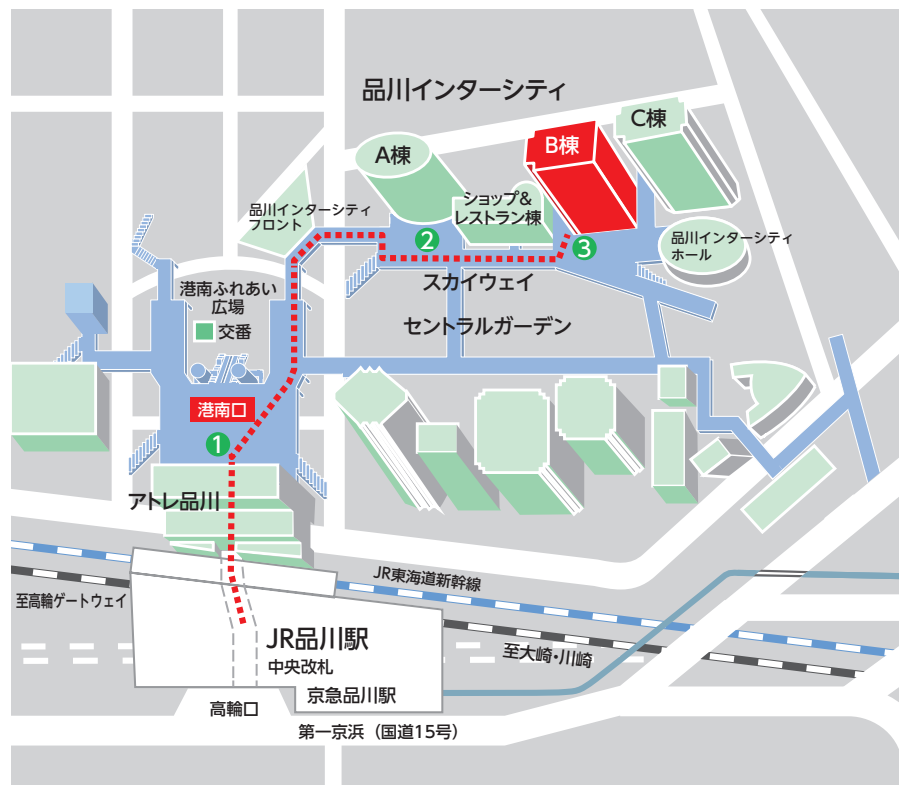 品川インターシティ
C棟
B棟
A棟
ショップ&
レストラン棟
品川インターシティ
フロント
2
3
品川インターシティ
ホール
スカイウェイ
港南ふれあい
広場
交番
セントラルガーデン
港南口
1
アトレ品川
JR東海道新幹線
至高輪ゲートウェイ
JR品川駅
中央改札
至大崎・川崎
京急品川駅
高輪口
第一京浜（国道15号）